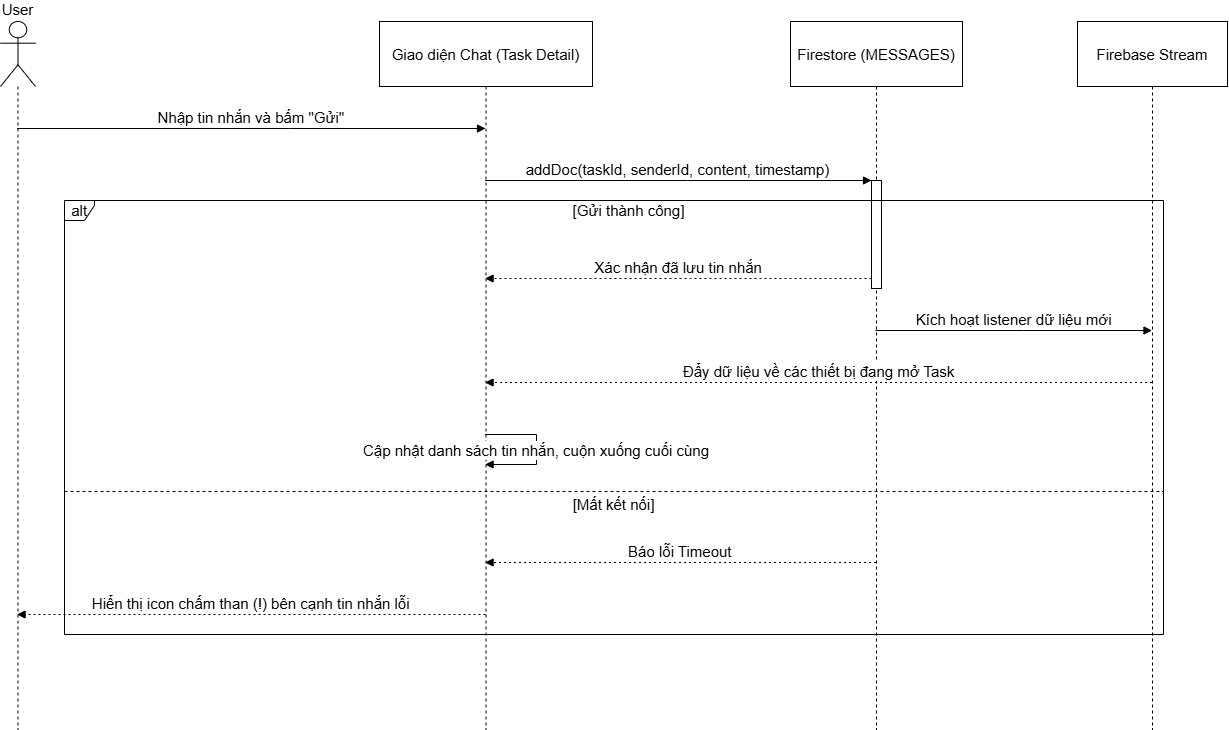 User
Giao diện Chat (Task Detail)
Firestore (MESSAGES)
Firebase Stream
Nhập tin nhắn và bấm "Gửi"
addDoc(taskId, senderId, content, timestamp)
alt
[Gửi thành công]
Xác nhận đã lưu tin nhắn
Kích hoạt listener dữ liệu mới
Đẩy dữ liệu về các thiết bị đang mở Task
Cập nhật danh sách tin nhắn, cuộn xuống cuối cùng
[Mất kết nối]
Báo lỗi Timeout
Hiển thị icon chấm than (!) bên cạnh tin nhắn lỗi